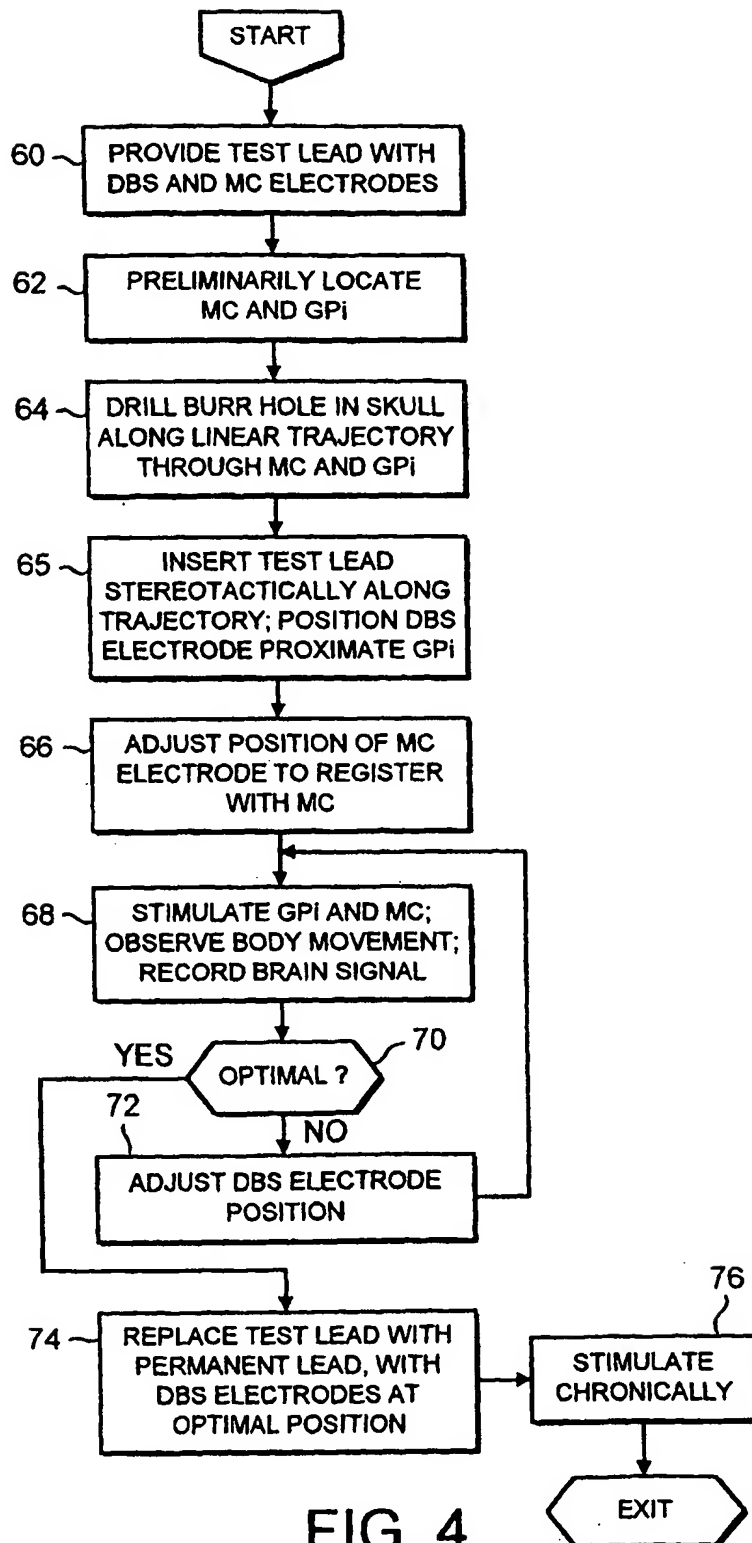 START
60
PROVIDE TEST LEAD WITH
DBS AND MC ELECTRODES
62
PRELIMINARILY LOCATE
MC AND GPi
64
DRILL BURR HOLE IN SKULL
ALONG LINEAR TRAJECTORY
THROUGH MC AND GPi
65
INSERT TEST LEAD
STEREOTACTICALLY ALONG
TRAJECTORY; POSITION DBS
ELECTRODE PROXIMATE GPi
66
ADJUST POSITION OF MC
ELECTRODE TO REGISTER
WITH MC
68
STIMULATE GPi AND MC;
OBSERVE BODY MOVEMENT;
RECORD BRAIN SIGNAL
70
YES
OPTIMAL ?
72
NO
ADJUST DBS ELECTRODE
POSITION
74
REPLACE TEST LEAD WITH
PERMANENT LEAD, WITH
DBS ELECTRODES AT
OPTIMAL POSITION
76
STIMULATE
CHRONICALLY
EXIT
FIG. 4